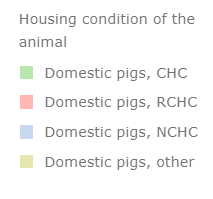 Housing condition of the
animal
Domestic pigs, CHC
Domestic pigs, RCHC
Domestic pigs, NCHC
Domestic pigs, other